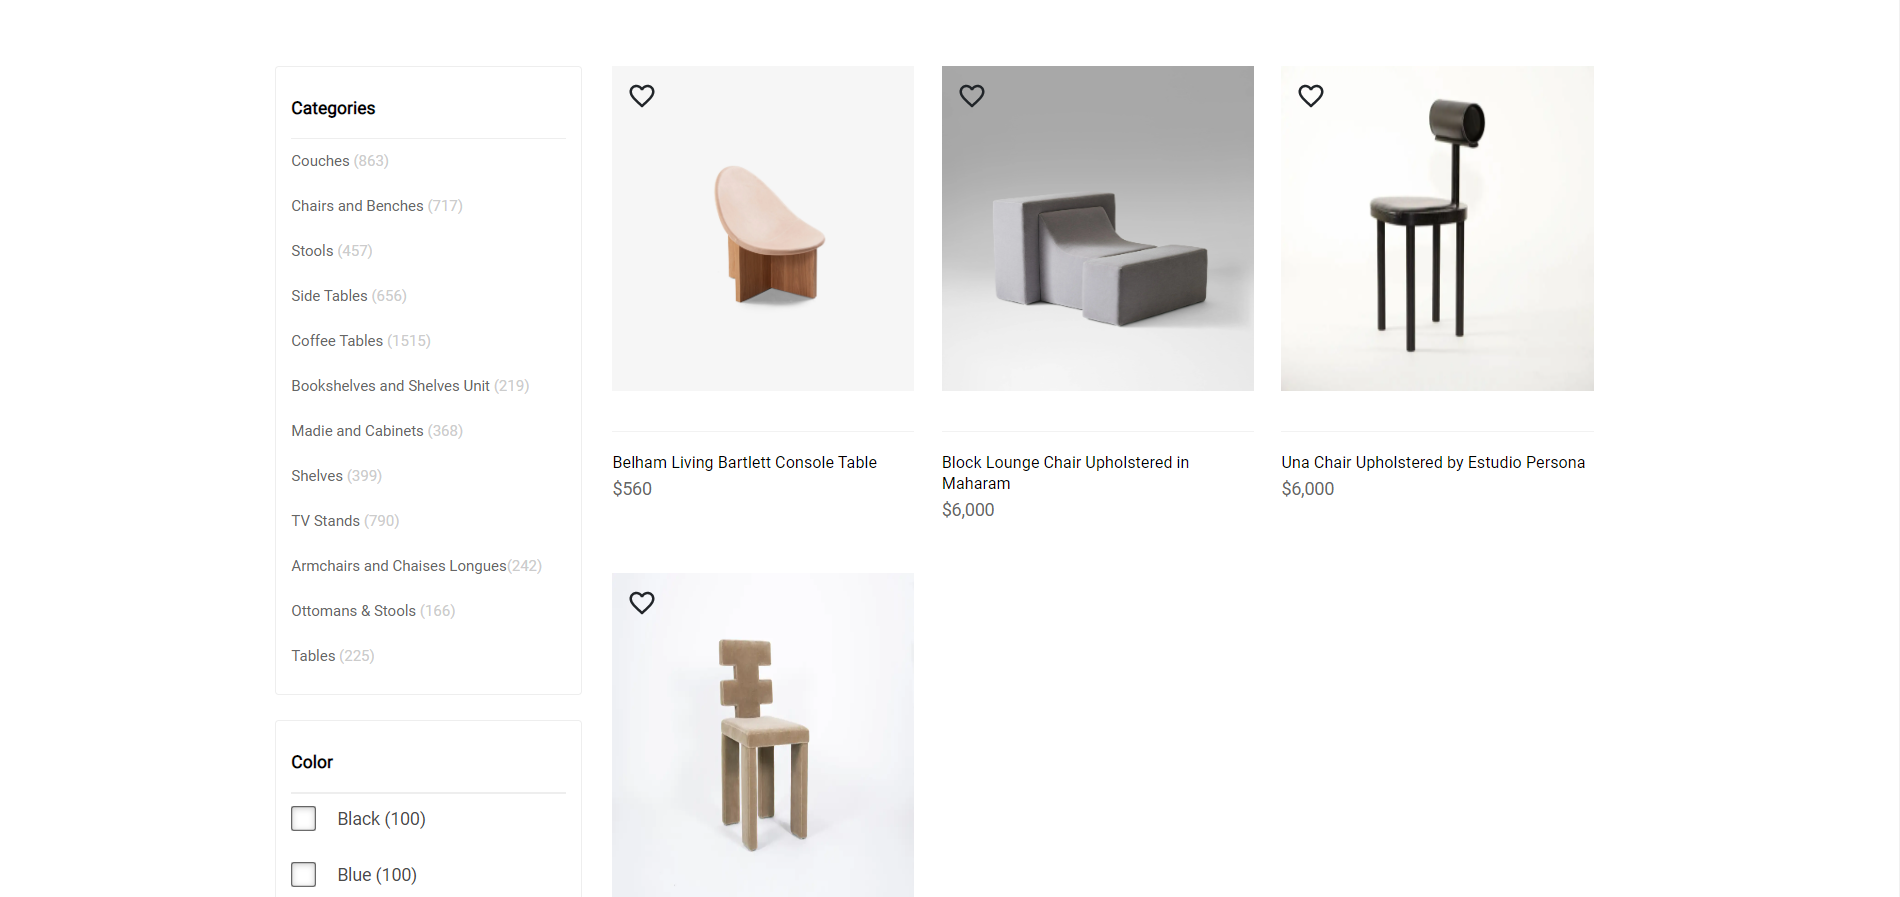 Categories
Couches (863)
Chairs and Benches (717)
Stools (457)
Side Tables (656)
Coffee Tables (1515)
Bookshelves and Shelves Unit (219)
Madie and Cabinets (368)
Shelves (399)
TV Stands (790)
Armchairs and Chaises Longues(242)
Ottomans & Stools (166)
Tables (225)
Color
Black (100)
Blue (100)
Belham Living Bartlett Console Table
$560
Block Lounge Chair Upholstered in
Maharam
$6,000
Una Chair Upholstered by Estudio Persona
$6,000